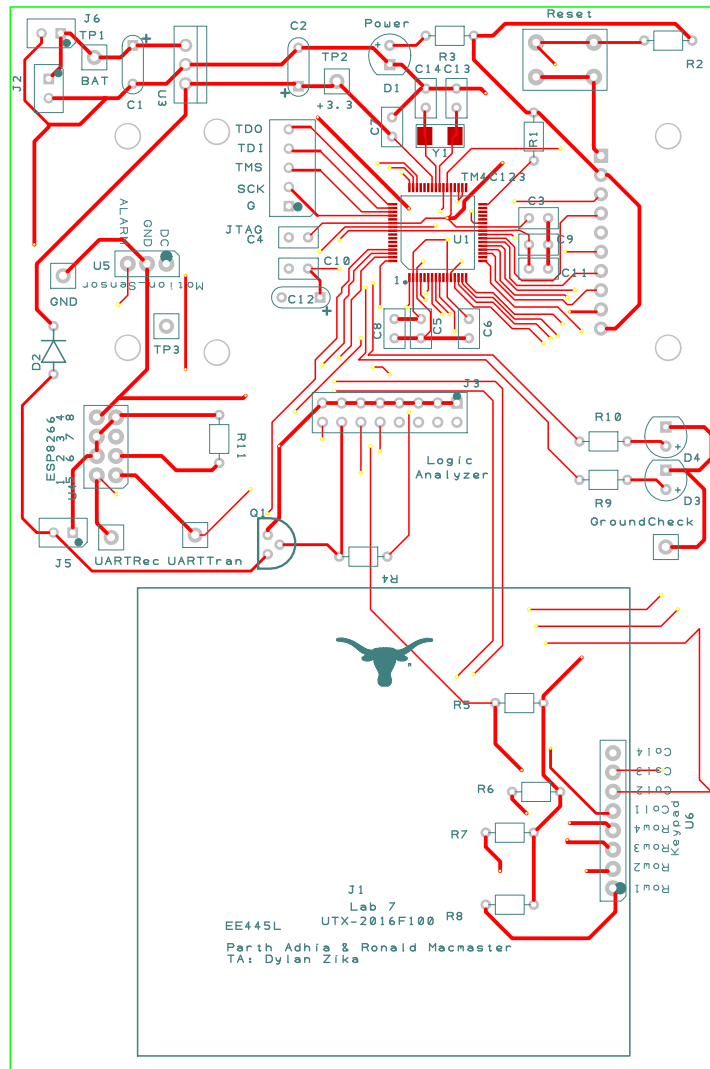 J6
TP1
BAT
J2
C1
U3
C2
TP2
+3.3
Power
D1
R3
C14 C13
Reset
R2
R1
C7
Y1
TM4C123
TDO
TDI
TMS
SCK
G
JTAG
C4
C10
C12
U1
1
C3
C9
C11
ALARM
GND
DC
U5
Motion Sensor
GND
TP3
D2
C8
C5
C6
J3
Logic
Analyzer
ESP8266
1 2 3 4
5 6 7 8
R11
R10
D4
R9
D3
GroundCheck
Q1
J5
UARTRec UARTTran
R4
R5
R6
R7
R8
Col4
Col3
Col2
Col1
Row4
Row3
Row2
Row1
Keypad
U6
J1
Lab 7
UTX-2016F100
EE445L
Parth Adhia & Ronald Macmaster
TA: Dylan Zika